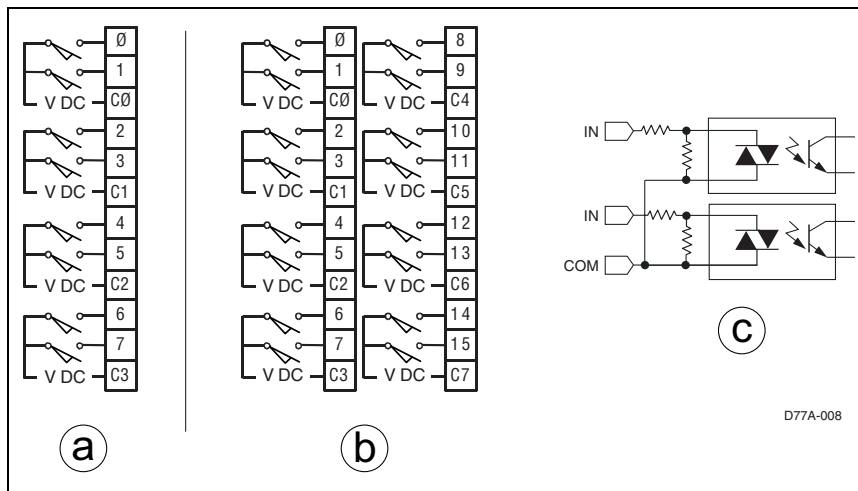 Ø
1
V DC CØ
2
3
V DC C1
4
5
V DC C2
6
7
V DC C3
a
Ø
1
V DC CØ
2
3
V DC C1
4
5
V DC C2
6
7
V DC C3
8
9
V DC C4
10
11
V DC C5
12
13
V DC C6
14
15
V DC C7
b
IN
IN
COM
c
D77A-008